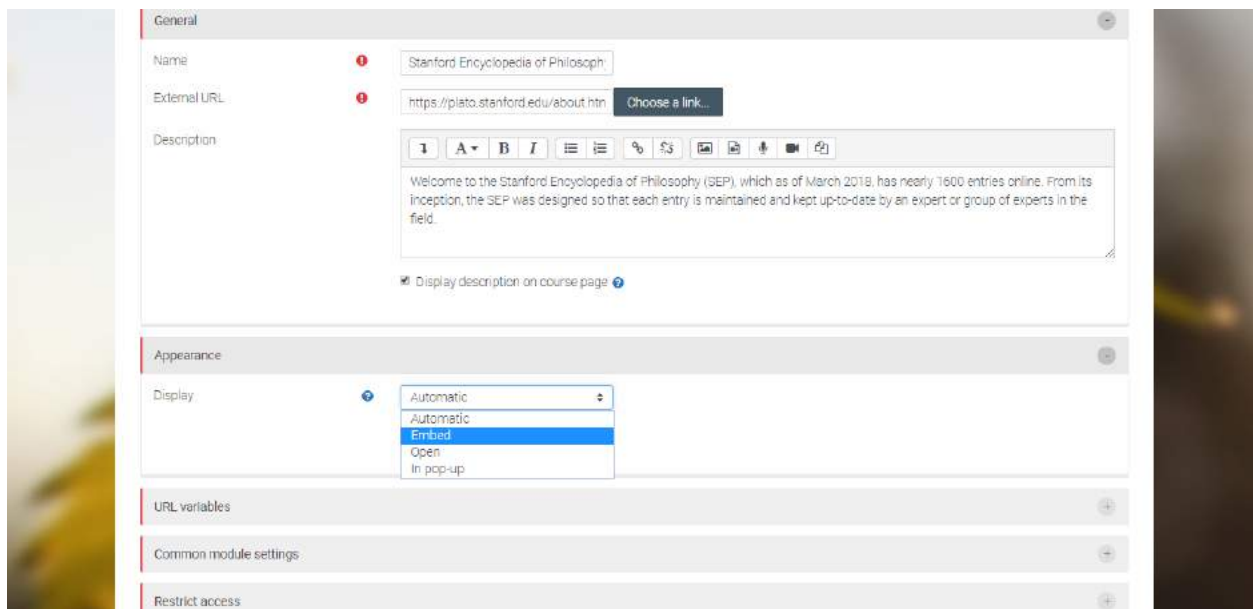 General
Name
Stanford Encyclopedia of Philosoph
External URL
https://plato.stanford.edu/about.htn
Choose a link...
Description
A B I
Welcome to the Stanford Encyclopedia of Philosophy (SEP), which as of March 2018, has nearly 1600 entries online. From its
inception, the SEP was designed so that each entry is maintained and kept up-to-date by an expert or group of experts in the
field.
Display description on course page
Appearance
Display
Automatic
Automatic
Embed
Open
In pop-up
URL variables
Common module settings
Restrict access